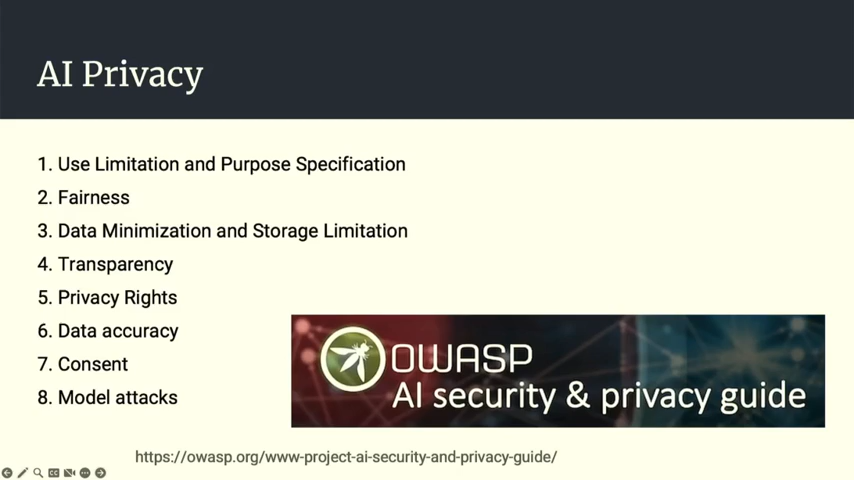 AI Privacy
1. Use Limitation and Purpose Specification
2. Fairness
3. Data Minimization and Storage Limitation
4. Transparency
5. Privacy Rights
6. Data accuracy
7. Consent
8. Model attacks
OWASP
AI security & privacy guide
https://owasp.org/www-project-ai-security-and-privacy-guide/
CC